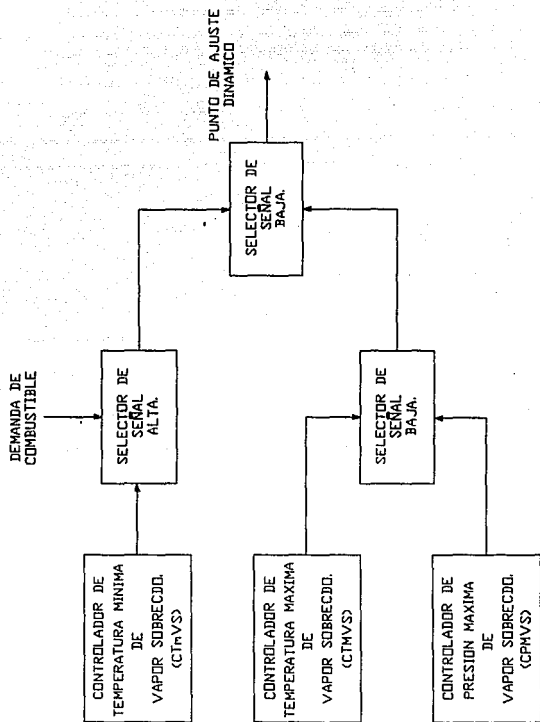 DEMANDA DE
COMBUSTIBLE
CONTROLADOR DE
TEMPERATURA MINIMA
DE
VAPOR SOBRECDO.
(CTmVS)
SELECTOR DE
SEÑAL
ALTA.
PUNTO DE AJUSTE
DINAMICO
SELECTOR DE
SEÑAL
BAJA.
CONTROLADOR DE
TEMPERATURA MAXIMA
DE
VAPOR SOBRECDO.
(CTMVS)
SELECTOR DE
SEÑAL
BAJA.
CONTROLADOR DE
PRESION MAXIMA
DE
VAPOR SOBRECDO.
(CPMVS)